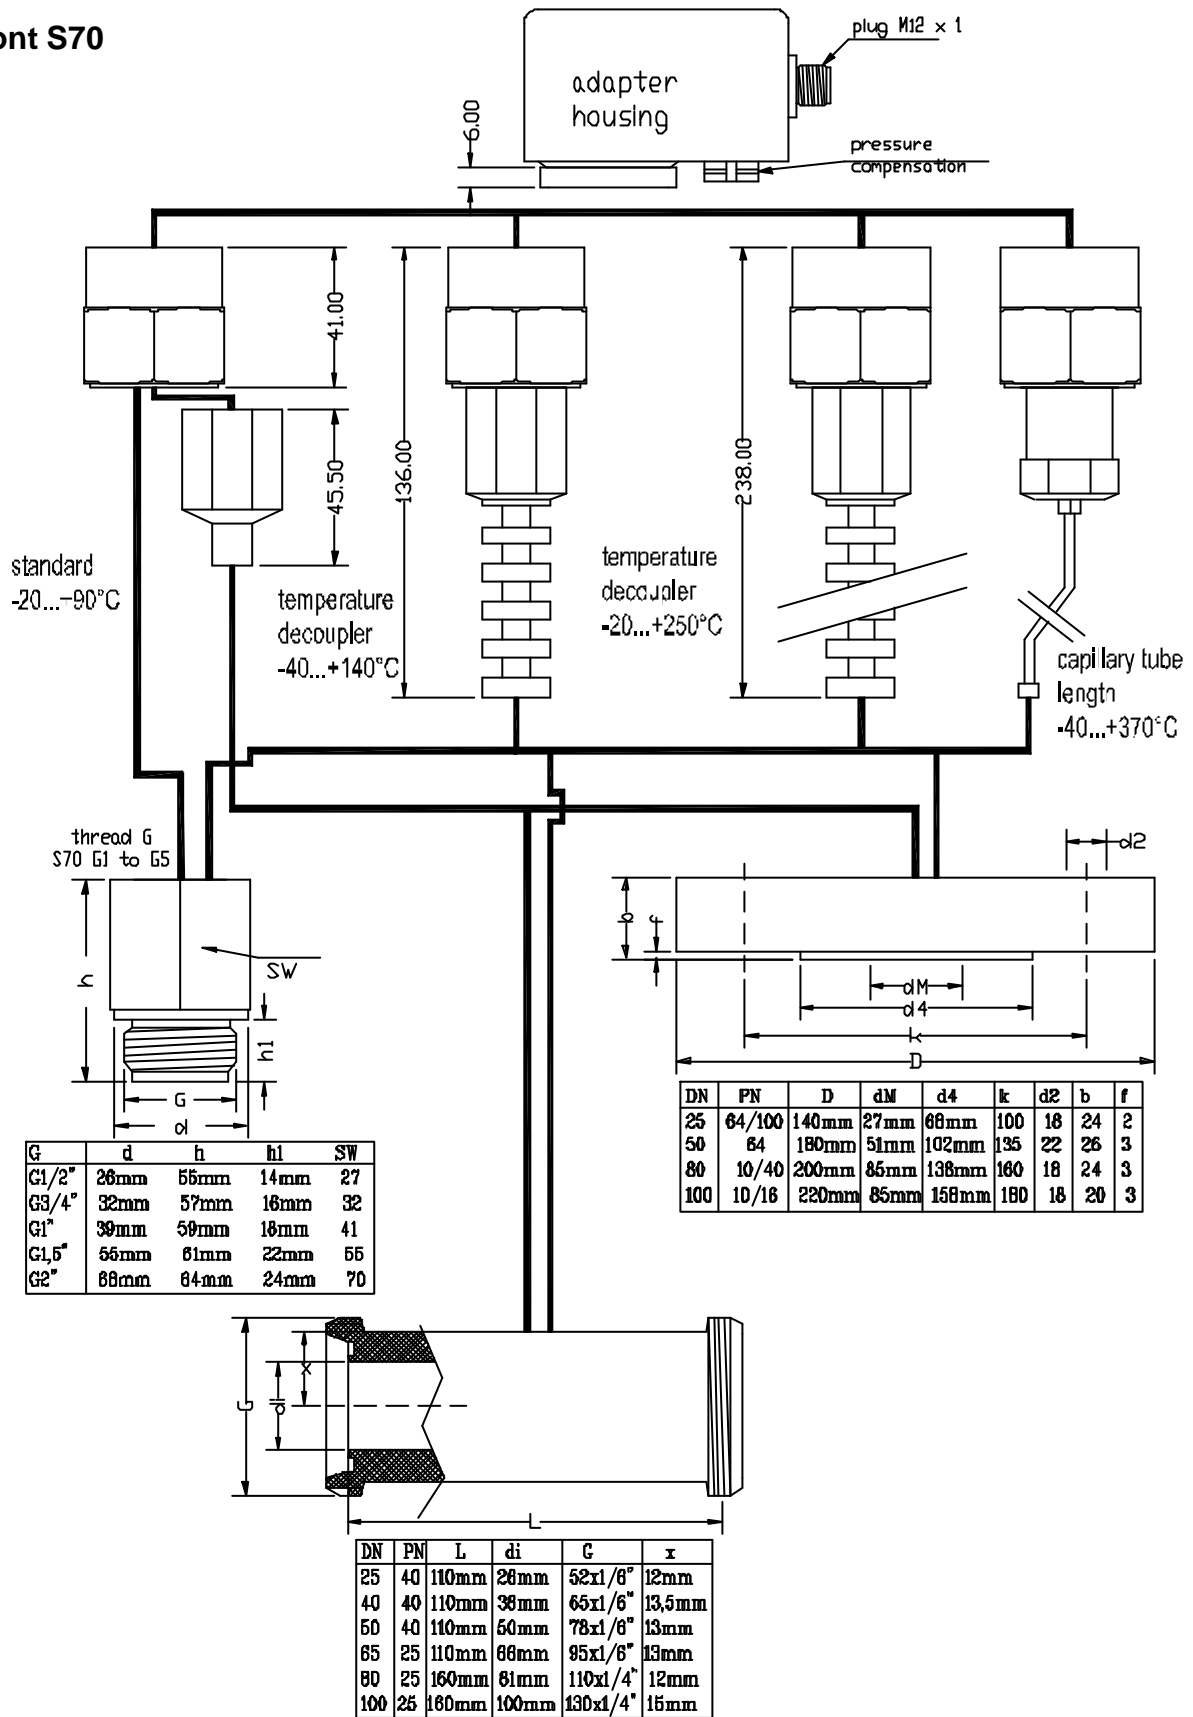 ont S70
plug M12 × 1
adapter
housing
6.00
pressure
compensation
41.00
136.00
238.00
45.50
standard
-20...+90°C
temperature
decoupler
-40...+140°C
temperature
decoupler
-20...+250°C
capillary tube
length
-40...+370°C
thread G
S70 G1 to G5
h
SW
h1
G
d
d2
b
f
dM
d4
k
D
G d h h1 SW
G1/2" 26mm 55mm 14mm 27
G3/4" 32mm 57mm 16mm 32
G1" 39mm 59mm 18mm 41
G1,5" 55mm 61mm 22mm 55
G2" 68mm 64mm 24mm 70
DN PN D dM d4 k d2 b f
25 64/100 140mm 27mm 68mm 100 18 24 2
50 64 180mm 51mm 102mm 135 22 26 3
80 10/40 200mm 85mm 138mm 160 18 24 3
100 10/16 220mm 85mm 158mm 180 18 20 3
G
di
x
L
DN PN L di G x
25 40 110mm 26mm 52x1/6" 12mm
40 40 110mm 38mm 65x1/6" 13,5mm
50 40 110mm 50mm 78x1/6" 13mm
65 25 110mm 66mm 95x1/6" 13mm
80 25 160mm 81mm 110x1/4" 12mm
100 25 160mm 100mm 130x1/4" 15mm